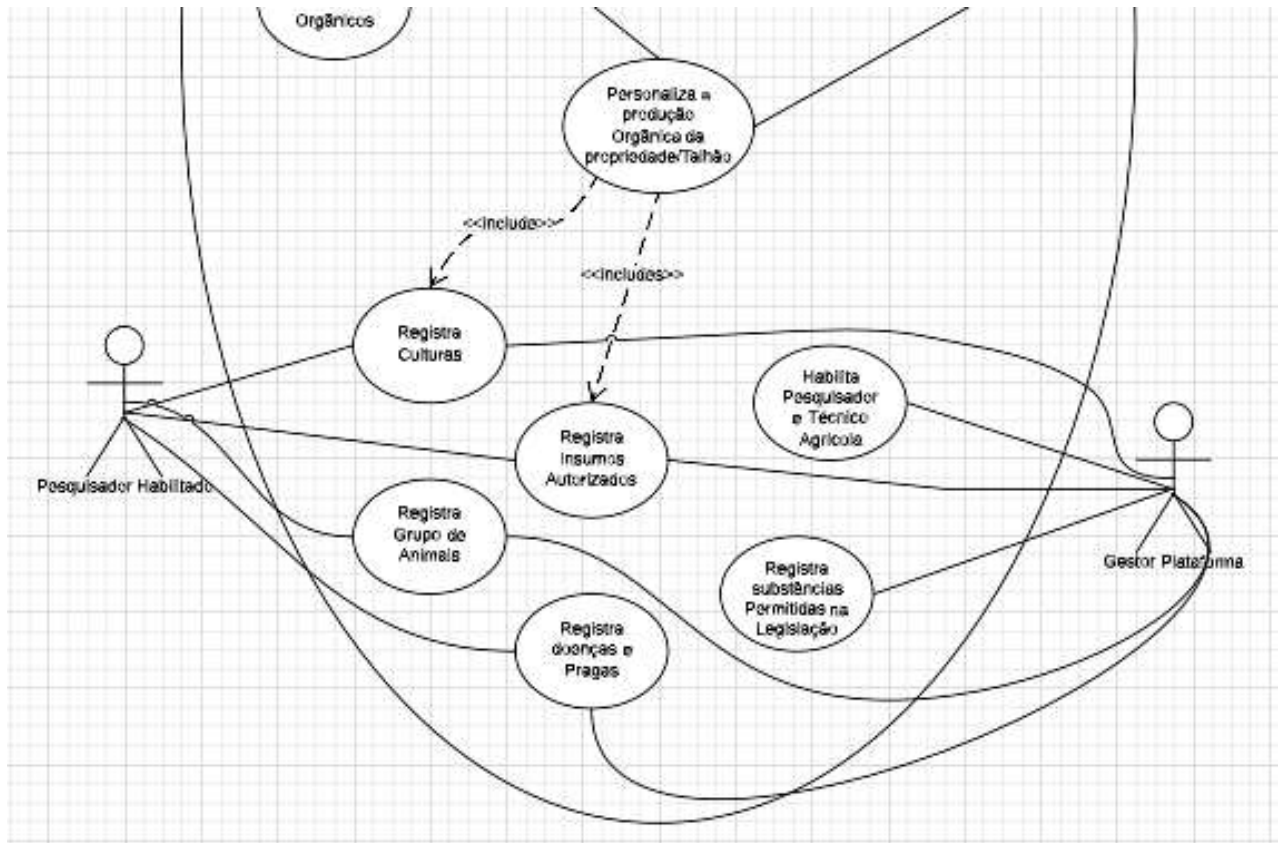 Orgânicos
Personaliza a
produção
Orgânica da
propriedade/Talhão
<<include>>
<<includes>>
Registra
Culturas
Habilita
Pesquisador
e Técnico
Agrícola
Registra
Insumos
Autorizados
Pesquisador Habilitado
Registra
Grupo de
Animais
Gestor Plataforma
Registra
substâncias
Permitidas na
Legislação
Registra
doenças e
Pragas